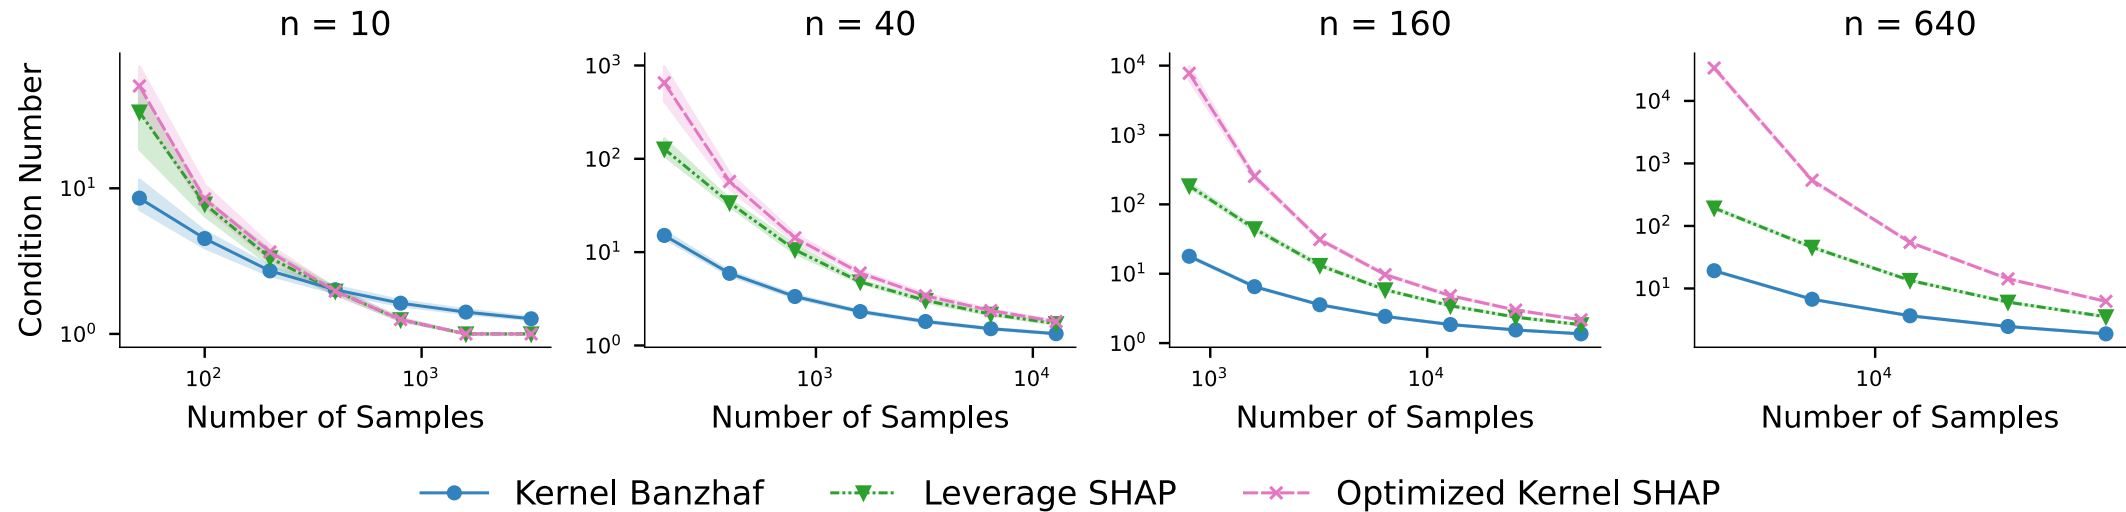 n = 10
n = 40
n = 160
n = 640
Condition Number
10¹
10⁰
10³
10²
10¹
10⁰
10⁴
10³
10²
10¹
10⁰
10⁴
10³
10²
10¹
10² 10³
10³ 10⁴
10³ 10⁴
10⁴
Number of Samples
Number of Samples
Number of Samples
Number of Samples
Kernel Banzhaf
Leverage SHAP
Optimized Kernel SHAP